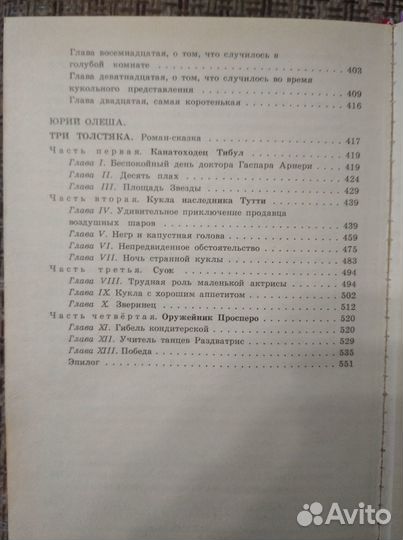 Глава восемнадцатая, о том, что случилось в
голубой комнате . . . . . . . . . . . . . . . . 403
Глава девятнадцатая, о том, что случилось во время
кукольного представления . . . . . . . . . . . 409
Глава двадцатая, самая коротенькая . . . . . . . 416
ЮРИЙ ОЛЕША.
ТРИ ТОЛСТЯКА. Роман-сказка . . . . . . . . . 417
Часть первая. Канатоходец Тибул . . . . . . . . 419
Глава I. Беспокойный день доктора Гаспара Арнери . 419
Глава II. Десять плах . . . . . . . . . . . . . 424
Глава III. Площадь Звезды . . . . . . . . . . . 429
Часть вторая. Кукла наследника Тутти . . . . . 439
Глава IV. Удивительное приключение продавца
воздушных шаров . . . . . . . . . . . . . . . 439
Глава V. Негр и капустная голова . . . . . . . . 459
Глава VI. Непредвиденное обстоятельство . . . . . 475
Глава VII. Ночь странной куклы . . . . . . . . . 483
Часть третья. Суок . . . . . . . . . . . . . . 494
Глава VIII. Трудная роль маленькой актрисы . . . . 494
Глава IX. Кукла с хорошим аппетитом . . . . . . 502
Глава X. Зверинец . . . . . . . . . . . . . . . 512
Часть четвёртая. Оружейник Просперо . . . . . 520
Глава XI. Гибель кондитерской . . . . . . . . . 520
Глава XII. Учитель танцев Раздватрис . . . . . . 529
Глава XIII. Победа . . . . . . . . . . . . . . . 535
Эпилог . . . . . . . . . . . . . . . . . . . . 551
Avito